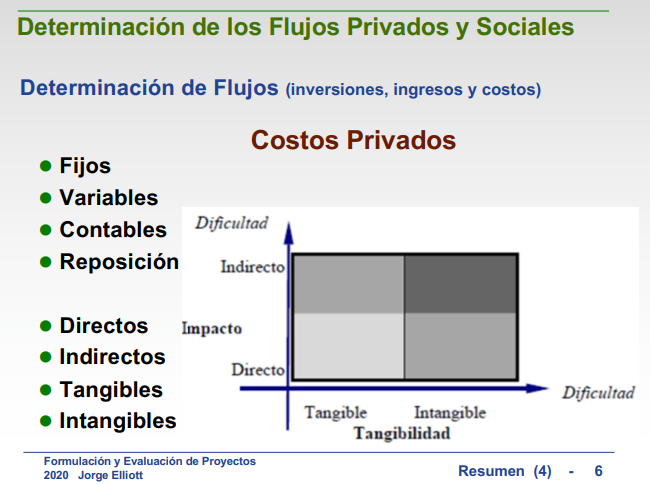 Determinación de los Flujos Privados y Sociales
Determinación de Flujos (inversiones, ingresos y costos)
Costos Privados
Fijos
Variables
Contables
Reposición
Directos
Indirectos
Tangibles
Intangibles
Dificultad
Indirecto
Impacto
Directo
Dificultad
Tangible Intangible
Tangibilidad
Formulación y Evaluación de Proyectos
2020 Jorge Elliott
Resumen (4) - 6